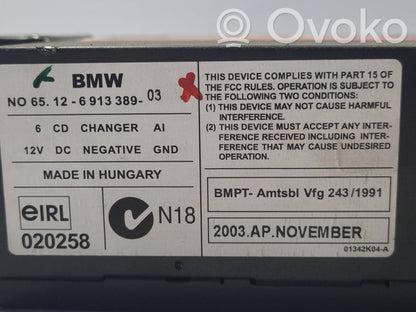 Ovoko
BMW
NO 65.12-6 913 389- 03
6 CD CHANGER AI
12V DC NEGATIVE GND
MADE IN HUNGARY
eIRL
020258
N18
THIS DEVICE COMPLIES WITH PART 15 OF
THE FCC RULES. OPERATION IS SUBJECT TO
THE FOLLOWING TWO CONDITIONS:
(1) THIS DEVICE MAY NOT CAUSE HARMFUL
INTERFERENCE.
(2) THIS DEVICE MUST ACCEPT ANY INTER-
FERENCE RECEIVED INCLUDING INTER-
FERENCE THAT MAY CAUSE UNDESIRED
OPERATION.
BMPT- Amtsbl Vfg 243/1991
2003.AP.NOVEMBER
01342K04-A